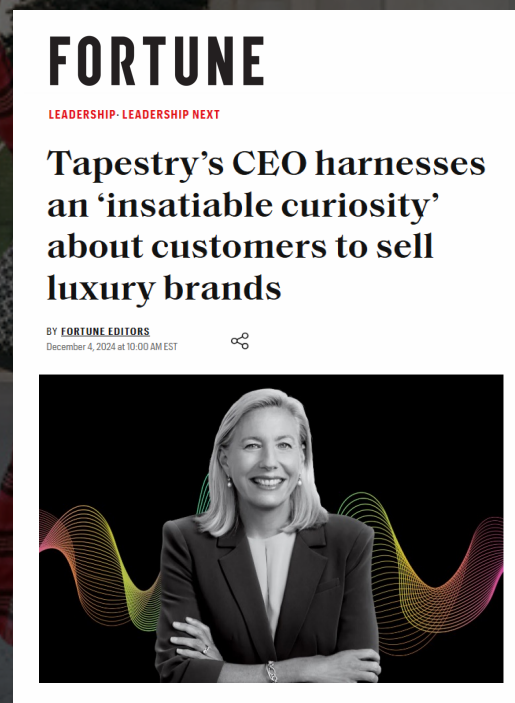 FORTUNE
LEADERSHIP· LEADERSHIP NEXT
Tapestry’s CEO harnesses
an ‘insatiable curiosity’
about customers to sell
luxury brands
BY FORTUNE EDITORS
December 4, 2024 at 10:00 AM EST